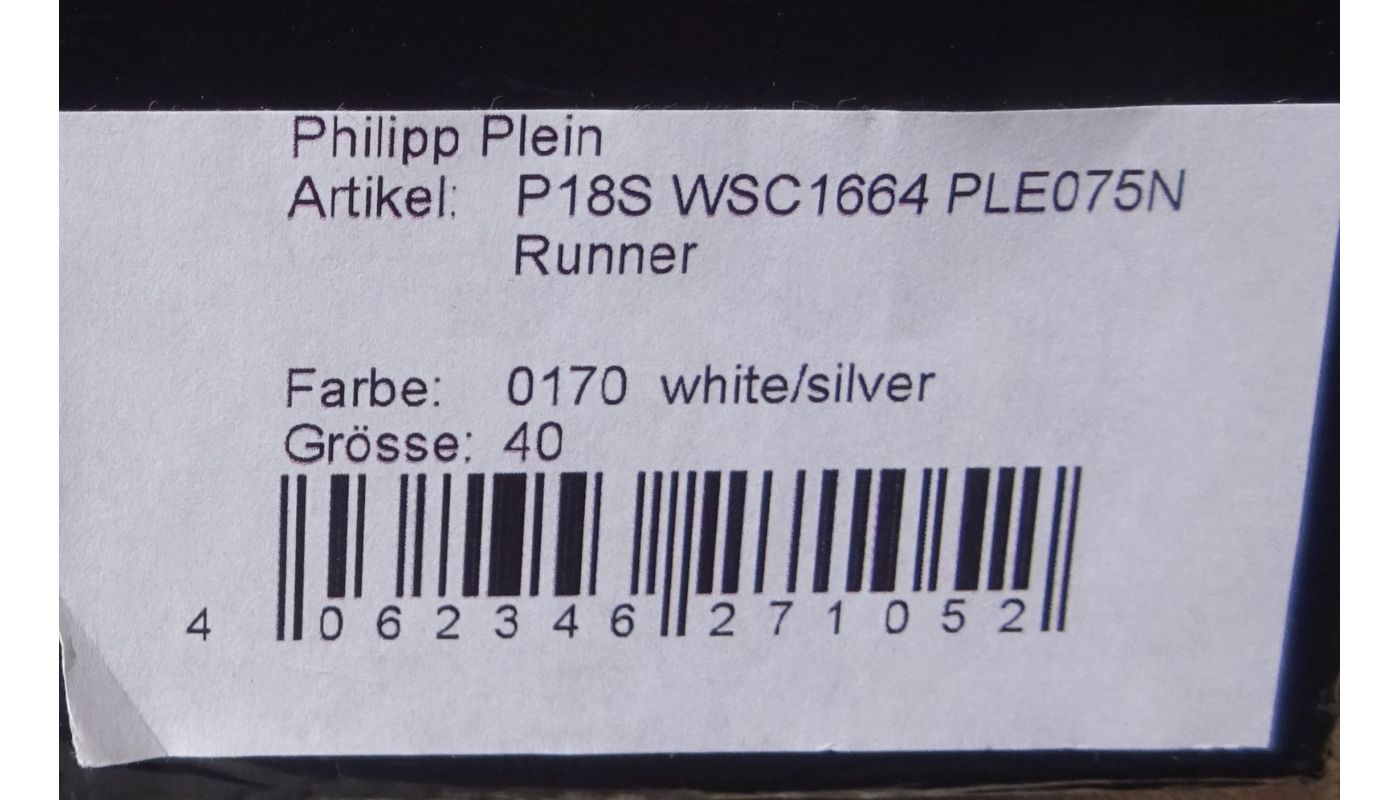 Philipp Plein
Artikel: P18S WSC1664 PLE075N
Runner
Farbe: 0170 white/silver
Grösse: 40
4 062346 271052